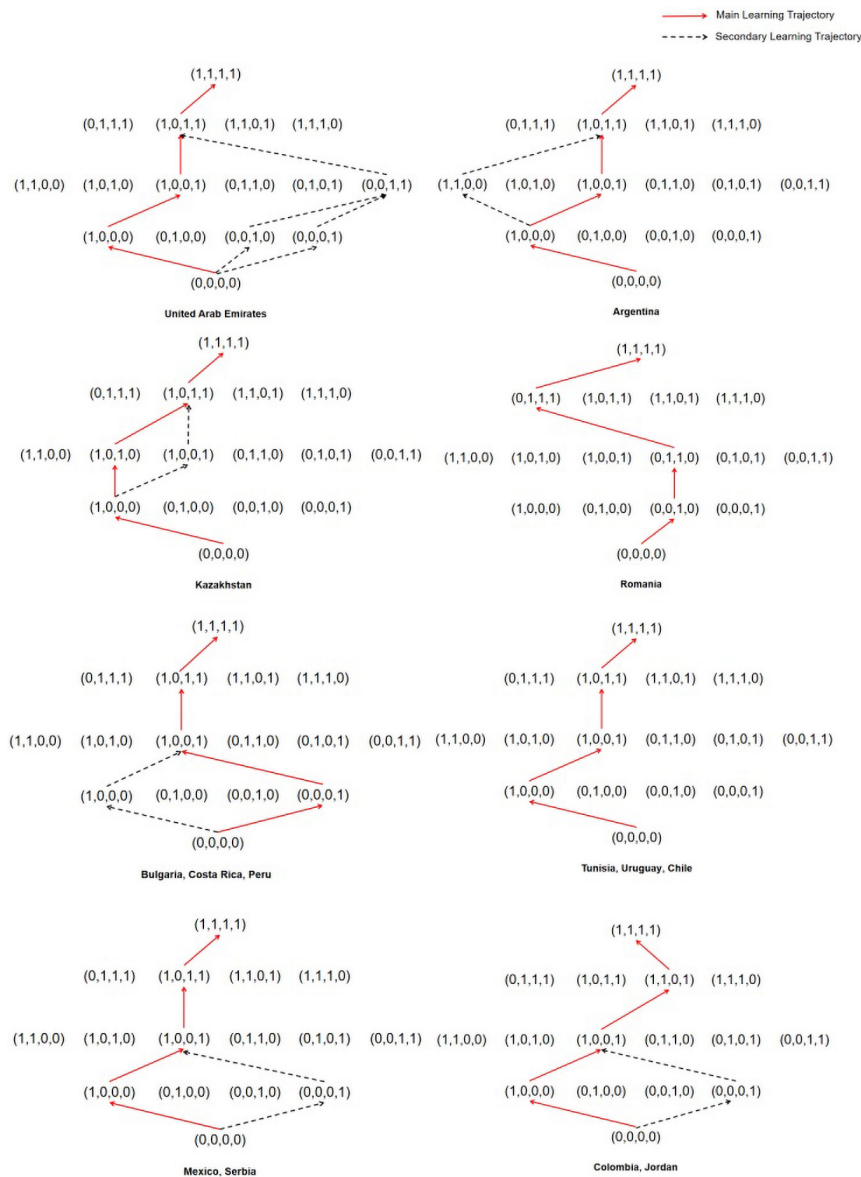 Main Learning Trajectory
Secondary Learning Trajectory
(1,1,1,1)
(0,1,1,1) (1,0,1,1) (1,1,0,1) (1,1,1,0)
(1,1,0,0) (1,0,1,0) (1,0,0,1) (0,1,1,0) (0,1,0,1) (0,0,1,1)
(1,0,0,0) (0,1,0,0) (0,0,1,0) (0,0,0,1)
(0,0,0,0)
United Arab Emirates
(1,1,1,1)
(0,1,1,1) (1,0,1,1) (1,1,0,1) (1,1,1,0)
(1,1,0,0) (1,0,1,0) (1,0,0,1) (0,1,1,0) (0,1,0,1) (0,0,1,1)
(1,0,0,0) (0,1,0,0) (0,0,1,0) (0,0,0,1)
(0,0,0,0)
Argentina
(1,1,1,1)
(0,1,1,1) (1,0,1,1) (1,1,0,1) (1,1,1,0)
(1,1,0,0) (1,0,1,0) (1,0,0,1) (0,1,1,0) (0,1,0,1) (0,0,1,1)
(1,0,0,0) (0,1,0,0) (0,0,1,0) (0,0,0,1)
(0,0,0,0)
Kazakhstan
(1,1,1,1)
(0,1,1,1) (1,0,1,1) (1,1,0,1) (1,1,1,0)
(1,1,0,0) (1,0,1,0) (1,0,0,1) (0,1,1,0) (0,1,0,1) (0,0,1,1)
(1,0,0,0) (0,1,0,0) (0,0,1,0) (0,0,0,1)
(0,0,0,0)
Romania
(1,1,1,1)
(0,1,1,1) (1,0,1,1) (1,1,0,1) (1,1,1,0)
(1,1,0,0) (1,0,1,0) (1,0,0,1) (0,1,1,0) (0,1,0,1) (0,0,1,1)
(1,0,0,0) (0,1,0,0) (0,0,1,0) (0,0,0,1)
(0,0,0,0)
Bulgaria, Costa Rica, Peru
(1,1,1,1)
(0,1,1,1) (1,0,1,1) (1,1,0,1) (1,1,1,0)
(1,1,0,0) (1,0,1,0) (1,0,0,1) (0,1,1,0) (0,1,0,1) (0,0,1,1)
(1,0,0,0) (0,1,0,0) (0,0,1,0) (0,0,0,1)
(0,0,0,0)
Tunisia, Uruguay, Chile
(1,1,1,1)
(0,1,1,1) (1,0,1,1) (1,1,0,1) (1,1,1,0)
(1,1,0,0) (1,0,1,0) (1,0,0,1) (0,1,1,0) (0,1,0,1) (0,0,1,1)
(1,0,0,0) (0,1,0,0) (0,0,1,0) (0,0,0,1)
(0,0,0,0)
Mexico, Serbia
(1,1,1,1)
(0,1,1,1) (1,0,1,1) (1,1,0,1) (1,1,1,0)
(1,1,0,0) (1,0,1,0) (1,0,0,1) (0,1,1,0) (0,1,0,1) (0,0,1,1)
(1,0,0,0) (0,1,0,0) (0,0,1,0) (0,0,0,1)
(0,0,0,0)
Colombia, Jordan